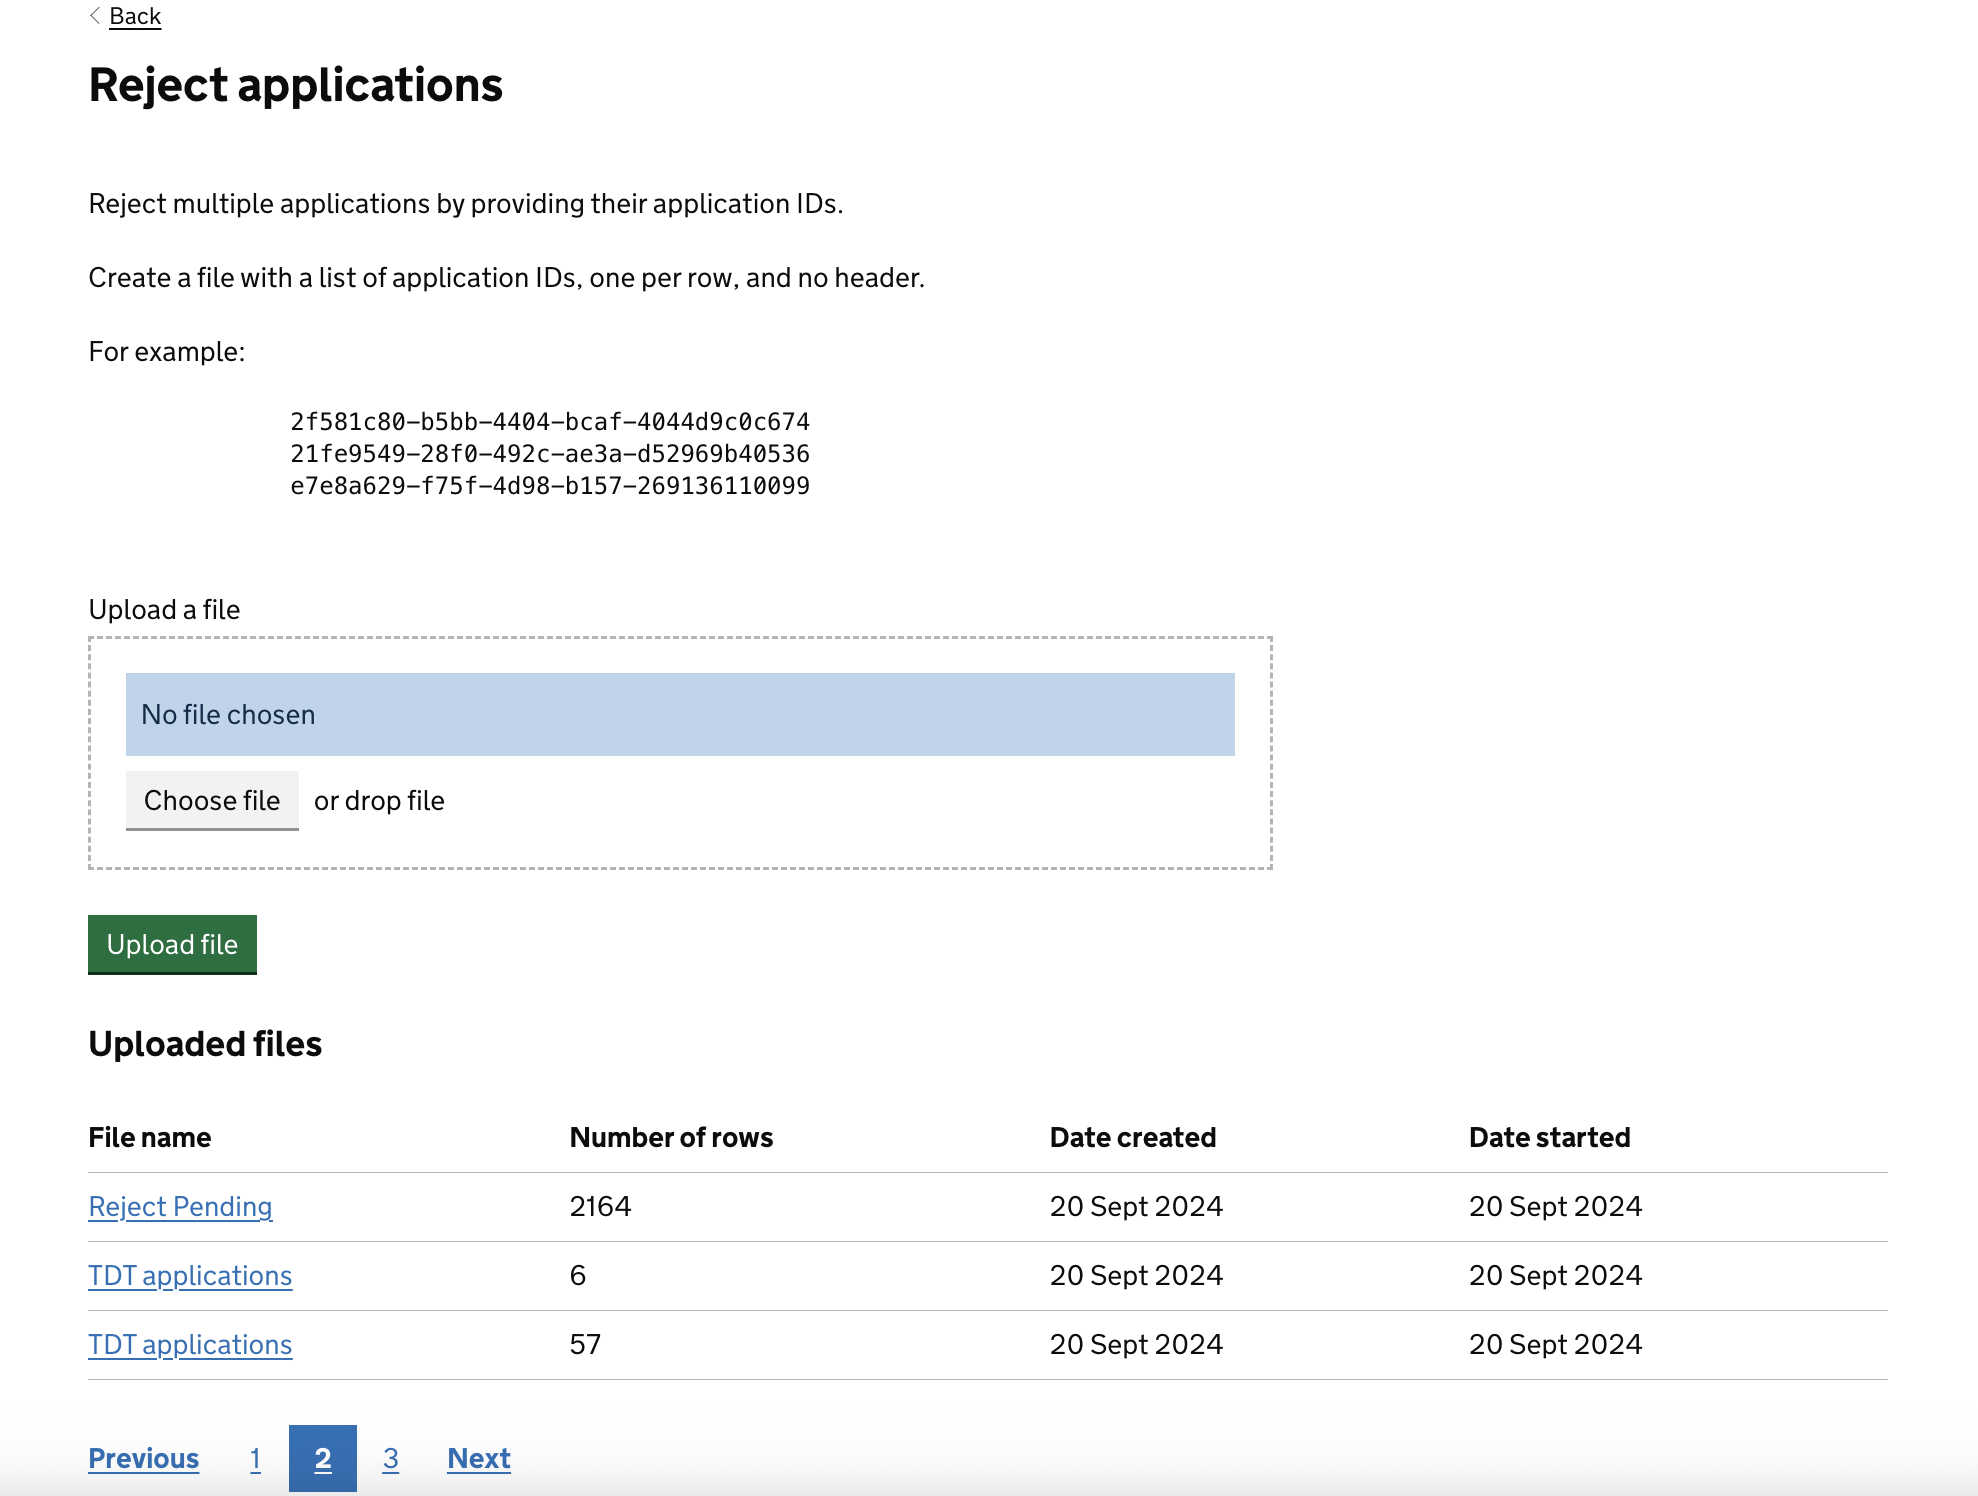 Back
Reject applications
Reject multiple applications by providing their application IDs.
Create a file with a list of application IDs, one per row, and no header.
For example:
2f581c80-b5bb-4404-bcaf-4044d9c0c674
21fe9549-28f0-492c-ae3a-d52969b40536
e7e8a629-f75f-4d98-b157-269136110099
Upload a file
No file chosen
Choose file or drop file
Upload file
Uploaded files
File name Number of rows Date created Date started
Reject Pending 2164 20 Sept 2024 20 Sept 2024
TDT applications 6 20 Sept 2024 20 Sept 2024
TDT applications 57 20 Sept 2024 20 Sept 2024
Previous 1 2 3 Next